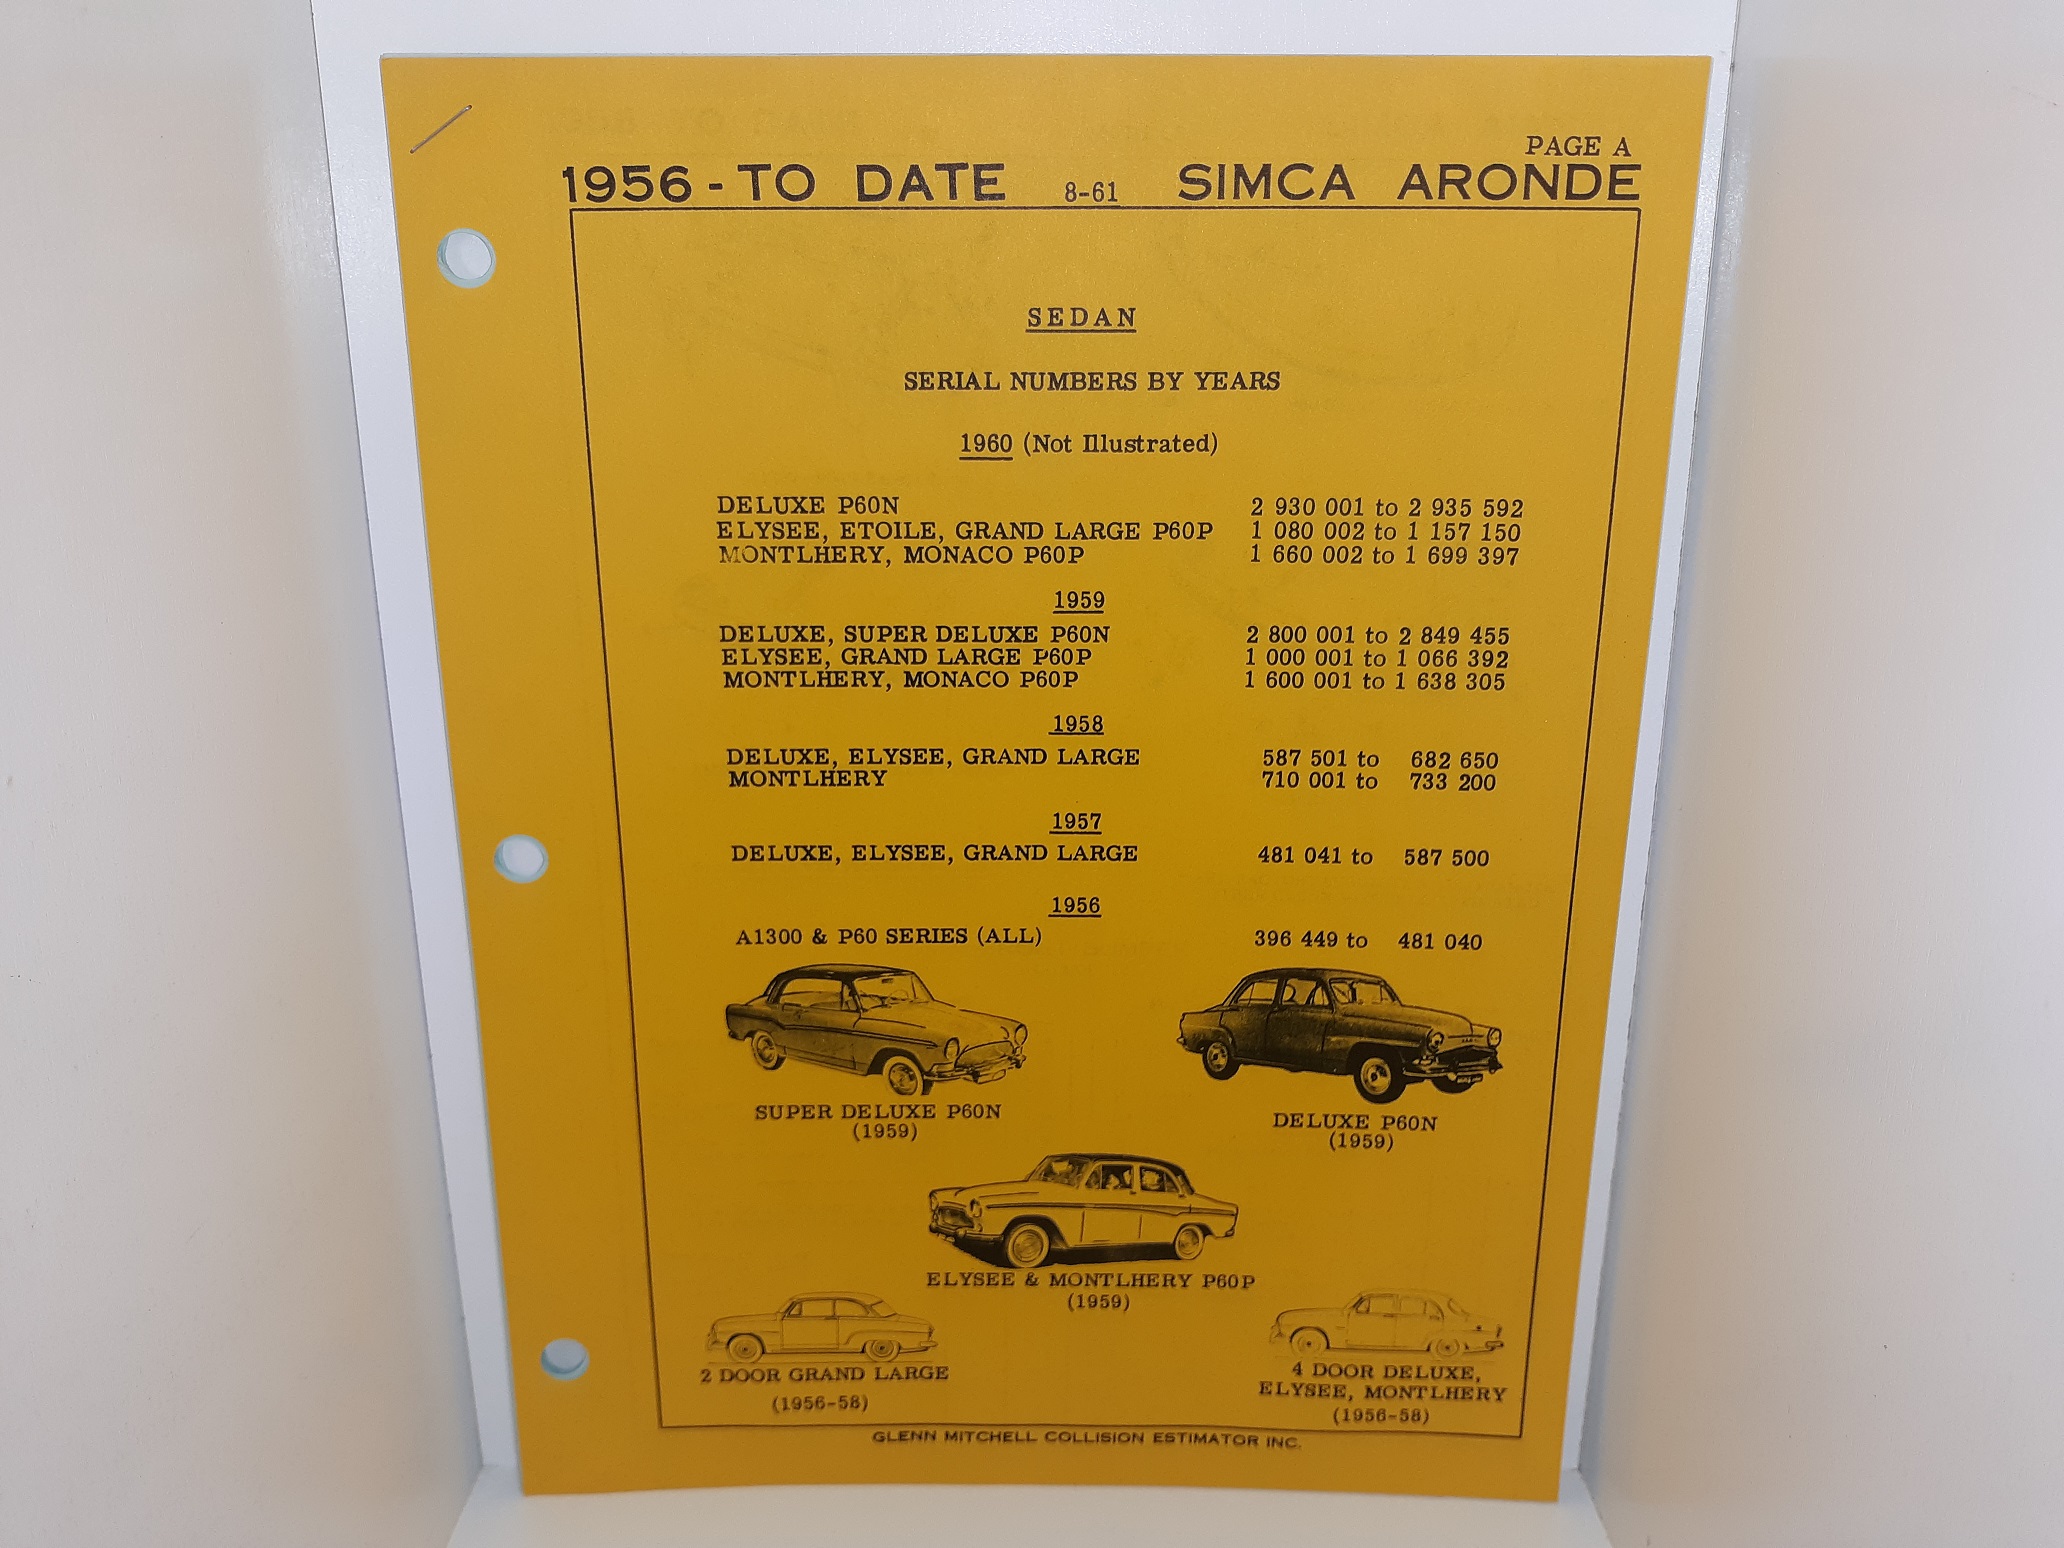 PAGE A
1956 - TO DATE 8-61 SIMCA ARONDE
SEDAN
SERIAL NUMBERS BY YEARS
1960 (Not Illustrated)
DELUXE P60N 2 930 001 to 2 935 592
ELYSEE, ETOILE, GRAND LARGE P60P 1 080 002 to 1 157 150
MONTLHERY, MONACO P60P 1 660 002 to 1 699 397
1959
DELUXE, SUPER DELUXE P60N 2 800 001 to 2 849 455
ELYSEE, GRAND LARGE P60P 1 000 001 to 1 066 392
MONTLHERY, MONACO P60P 1 600 001 to 1 638 305
1958
DELUXE, ELYSEE, GRAND LARGE 587 501 to 682 650
MONTLHERY 710 001 to 733 200
1957
DELUXE, ELYSEE, GRAND LARGE 481 041 to 587 500
1956
A1300 & P60 SERIES (ALL) 396 449 to 481 040
SUPER DELUXE P60N
(1959)
DELUXE P60N
(1959)
ELYSEE & MONTLHERY P60P
(1959)
2 DOOR GRAND LARGE
(1956-58)
4 DOOR DELUXE,
ELYSEE, MONTLHERY
(1956-58)
GLENN MITCHELL COLLISION ESTIMATOR INC.